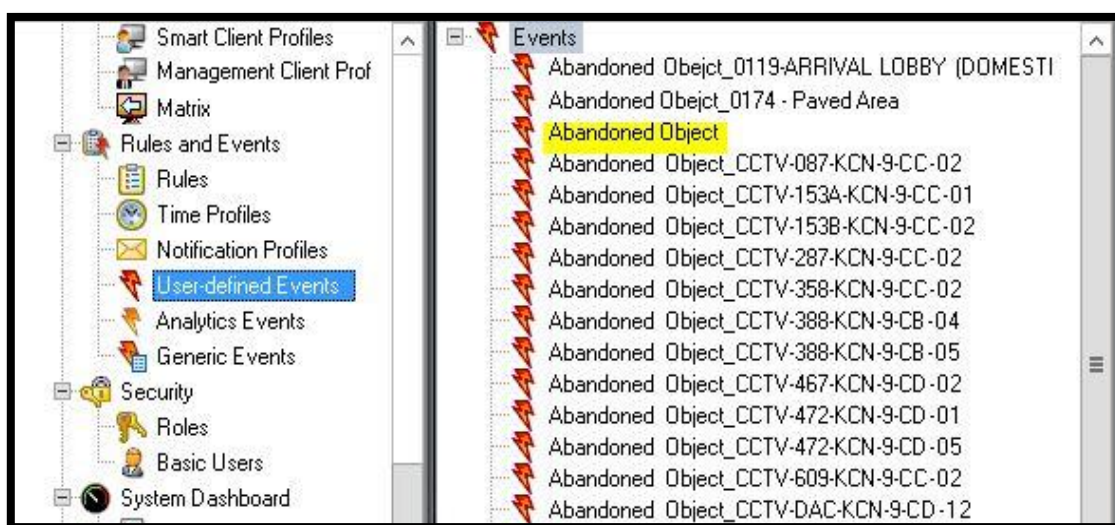 Smart Client Profiles
Management Client Prof
Matrix
Rules and Events
Rules
Time Profiles
Notification Profiles
User-defined Events
Analytics Events
Generic Events
Security
Roles
Basic Users
System Dashboard
Events
Abandoned Obejct_0119-ARRIVAL LOBBY (DOMESTI
Abandoned Obejct_0174 - Paved Area
Abandoned Object
Abandoned Object_CCTV-087-KCN-9-CC-02
Abandoned Object_CCTV-153A-KCN-9-CC-01
Abandoned Object_CCTV-153B-KCN-9-CC-02
Abandoned Object_CCTV-287-KCN-9-CC-02
Abandoned Object_CCTV-358-KCN-9-CC-02
Abandoned Object_CCTV-388-KCN-9-CB-04
Abandoned Object_CCTV-388-KCN-9-CB-05
Abandoned Object_CCTV-467-KCN-9-CD-02
Abandoned Object_CCTV-472-KCN-9-CD-01
Abandoned Object_CCTV-472-KCN-9-CD-05
Abandoned Object_CCTV-609-KCN-9-CC-02
Abandoned Object_CCTV-DAC-KCN-9-CD-12